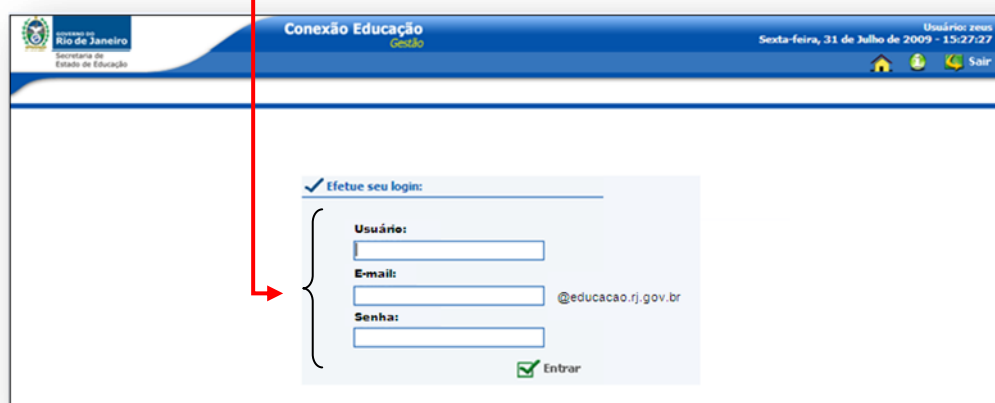 GOVERNO DO
Rio de Janeiro
Secretaria de
Estado de Educação
Conexão Educação
Gestão
Usuário: zeus
Sexta-feira, 31 de Julho de 2009 - 15:27:27
Sair
Efetue seu login:
Usuário:
E-mail:
@educacao.rj.gov.br
Senha:
Entrar